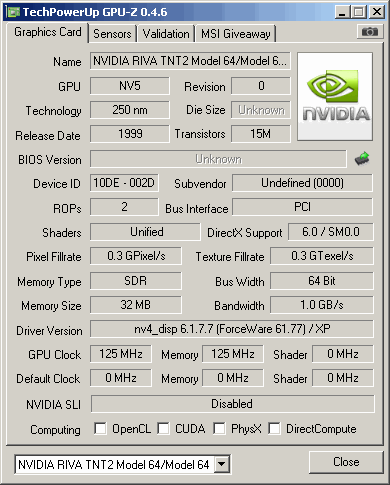 TechPowerUp GPU-Z 0.4.6
Graphics Card Sensors Validation MSI Giveaway
Name NVIDIA RIVA TNT2 Model 64/Model 6...
GPU NV5 Revision 0
Technology 250 nm Die Size Unknown
Release Date 1999 Transistors 15M
NVIDIA
BIOS Version Unknown
Device ID 10DE - 002D Subvendor Undefined (0000)
ROPs 2 Bus Interface PCI
Shaders Unified DirectX Support 6.0 / SM0.0
Pixel Fillrate 0.3 GPixel/s Texture Fillrate 0.3 GTexel/s
Memory Type SDR Bus Width 64 Bit
Memory Size 32 MB Bandwidth 1.0 GB/s
Driver Version nv4_disp 6.1.7.7 (ForceWare 61.77) / XP
GPU Clock 125 MHz Memory 125 MHz Shader 0 MHz
Default Clock 0 MHz Memory 0 MHz Shader 0 MHz
NVIDIA SLI Disabled
Computing OpenCL CUDA PhysX DirectCompute
NVIDIA RIVA TNT2 Model 64/Model 64 Close